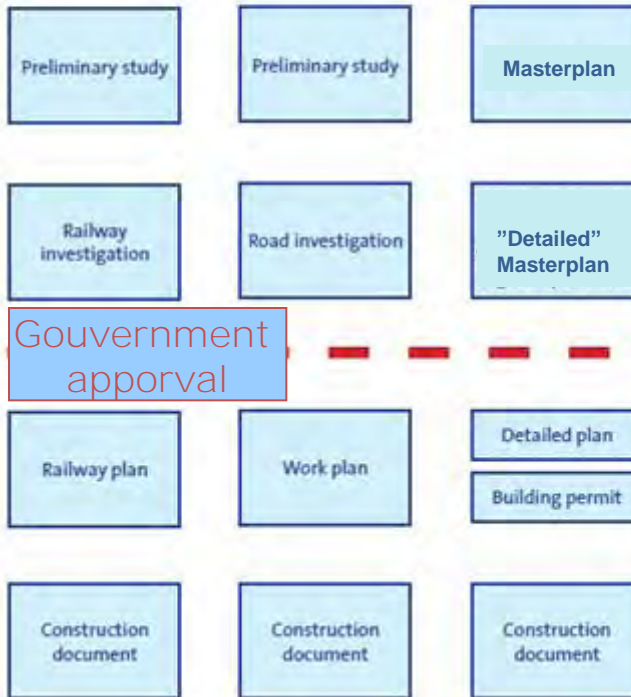 Preliminary study
Preliminary study
Masterplan
Railway
investigation
Road investigation
”Detailed”
Masterplan
Gouvernment
apporval
Railway plan
Work plan
Detailed plan
Building permit
Construction
document
Construction
document
Construction
document